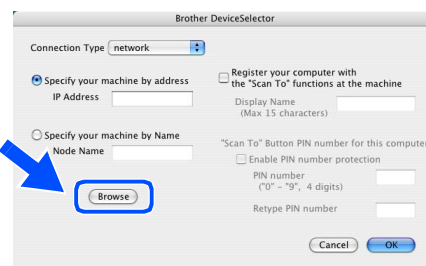 Brother DeviceSelector
Connection Type network
Specify your machine by address
IP Address
Specify your machine by Name
Node Name
Browse
Register your computer with
the "Scan To" functions at the machine
Display Name
(Max 15 characters)
"Scan To" Button PIN number for this computer
Enable PIN number protection
PIN number
("0" - "9", 4 digits)
Retype PIN number
Cancel OK